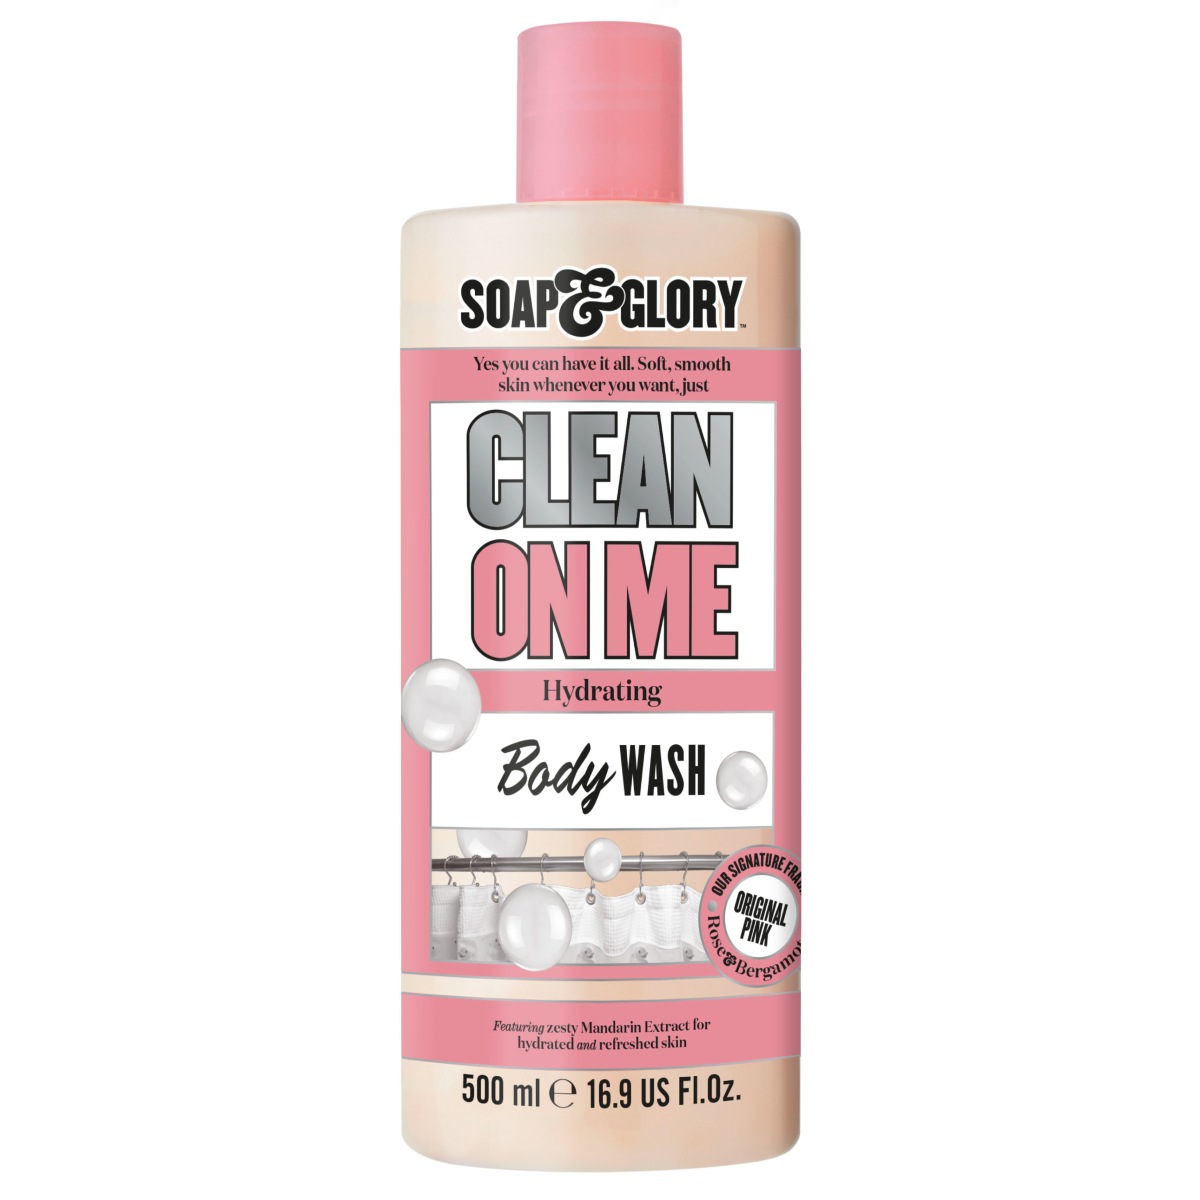 SOAP&GLORY™
Yes you can have it all. Soft, smooth
skin whenever you want, just
CLEAN
ON ME
Hydrating
Body WASH
OUR SIGNATURE
ORIGINAL
PINK
Rose & Bergamot
Featuring zesty Mandarin Extract for
hydrated and refreshed skin
500 ml ℮ 16.9 US Fl.Oz.